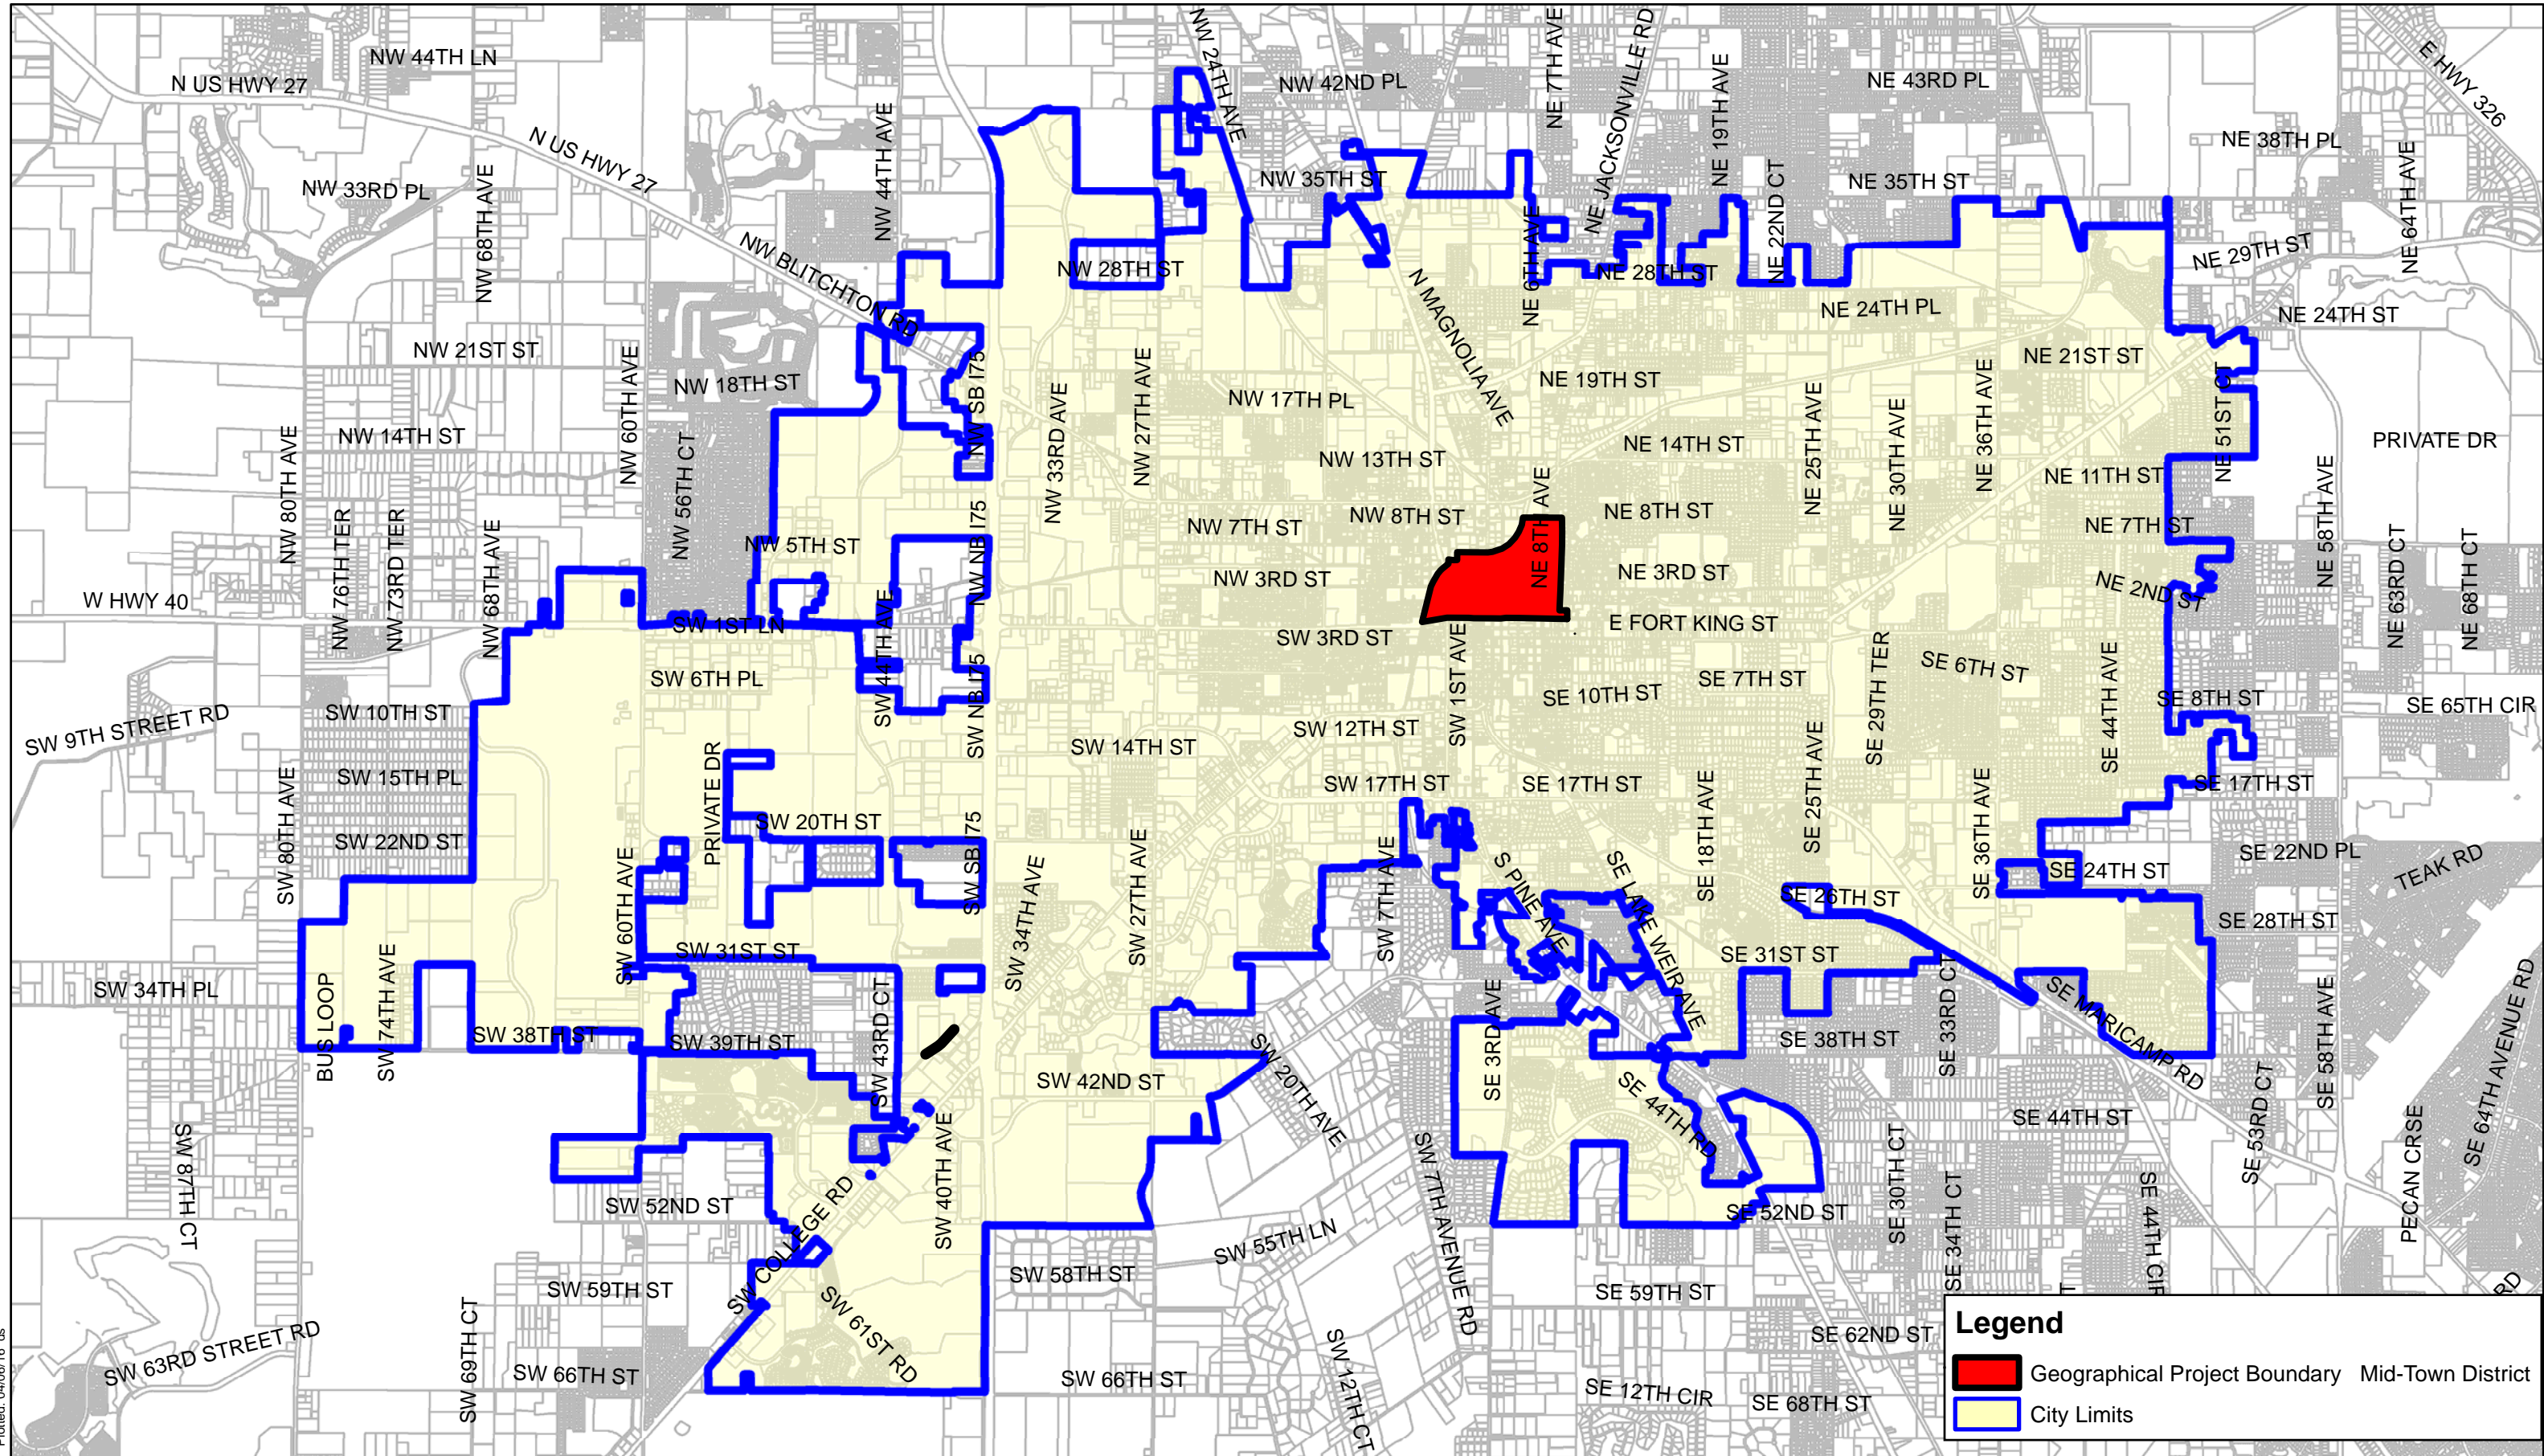 NW 44TH LN
N US HWY 27
NW 24TH AVE
NW 42ND PL
NE 7TH AVE
NE JACKSONVILLE RD
NE 19TH AVE
NE 43RD PL
E HWY 326
NE 38TH PL
N US HWY 27
NW 44TH AVE
NW 33RD PL
NW 68TH AVE
NW 35TH ST
NE 22ND CT
NE 35TH ST
NE 64TH AVE
NW BLITCHTON RD
NW 28TH ST
N MAGNOLIA AVE
NE 6TH AVE
NE 28TH ST
NE 29TH ST
NE 24TH PL
NE 24TH ST
NW 21ST ST
NW 60TH AVE
NW 18TH ST
NW SB I75
NW 33RD AVE
NW 27TH AVE
NW 17TH PL
NE 19TH ST
NE 25TH AVE
NE 30TH AVE
NE 36TH AVE
NE 21ST ST
NE 51ST CT
NW 80TH AVE
NW 14TH ST
NW 56TH CT
NW 13TH ST
NE 14TH ST
PRIVATE DR
NE 11TH ST
NE 58TH AVE
NW 76TH TER
NW 73RD TER
NW 68TH AVE
NW 5TH ST
NW NB I75
NW 7TH ST
NW 8TH ST
NE 8TH AVE
NE 8TH ST
NE 7TH ST
NE 63RD CT
NE 68TH CT
NW 3RD ST
NE 3RD ST
NE 2ND ST
W HWY 40
SW 1ST LN
SW 44TH AVE
SW 3RD ST
SW 1ST AVE
E FORT KING ST
SW 6TH PL
SW NB I75
SE 10TH ST
SE 7TH ST
SE 29TH TER
SE 6TH ST
SE 44TH AVE
SE 8TH ST
SE 65TH CIR
SW 9TH STREET RD
SW 10TH ST
SW 14TH ST
SW 12TH ST
SW 15TH PL
SW 80TH AVE
PRIVATE DR
SW 17TH ST
SE 17TH ST
SE 18TH AVE
SE 25TH AVE
SE 36TH AVE
SE 17TH ST
SW 22ND ST
SW 20TH ST
SW 60TH AVE
SW SB I75
SW 34TH AVE
SW 27TH AVE
SW 7TH AVE
S PINE AVE
SE LAKE WEIR AVE
SE 22ND PL
SE 24TH ST
TEAK RD
SE 26TH ST
SE 28TH ST
SW 31ST ST
SE 31ST ST
SW 34TH PL
BUS LOOP
SW 74TH AVE
SW 38TH ST
SW 39TH ST
SW 43RD CT
SW 20TH AVE
SE 3RD AVE
SE 38TH ST
SE 33RD CT
SE MARICAMP RD
SE 58TH AVE
SE 64TH AVENUE RD
SW 42ND ST
SE 44TH RD
SE 44TH ST
SE 53RD CT
SW 87TH CT
SW 40TH AVE
SW 7TH AVENUE RD
SE 30TH CT
SE 34TH CT
SE 44TH CIR
PECAN CRSE
SW 52ND ST
SE 52ND ST
SW COLLEGE RD
SW 55TH LN
SW 58TH ST
SW 59TH ST
SE 59TH ST
RD
SW 61ST RD
SW 63RD STREET RD
SW 69TH CT
SW 66TH ST
SW 66TH ST
SW 12TH CT
SE 62ND ST
SE 12TH CIR
SE 68TH ST
Legend
Geographical Project Boundary Mid-Town District
City Limits